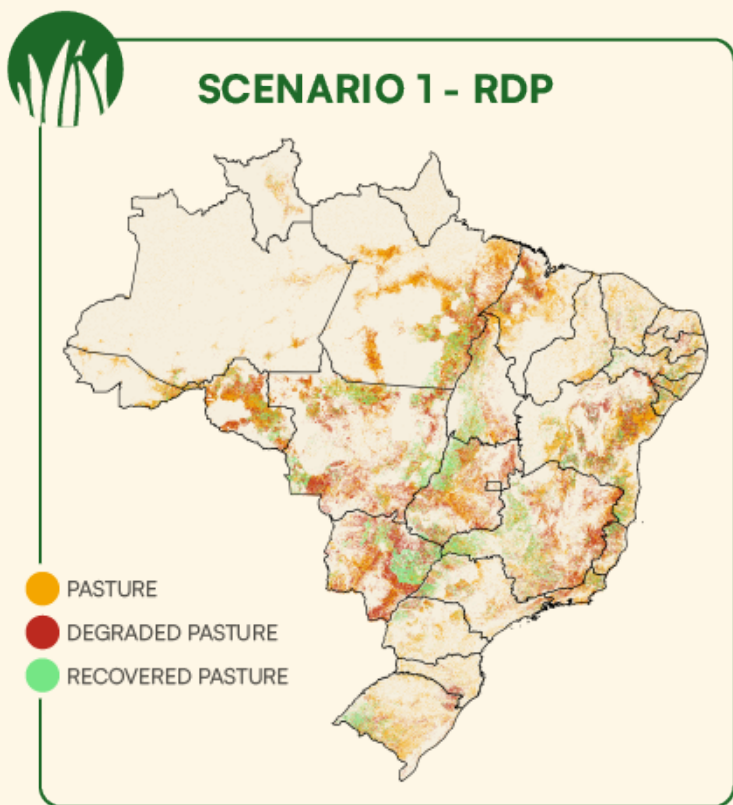 SCENARIO 1 - RDP
PASTURE
DEGRADED PASTURE
RECOVERED PASTURE